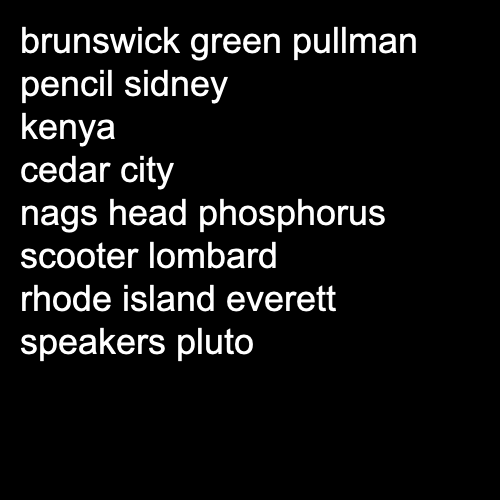 brunswick green pullman
pencil sidney
kenya
cedar city
nags head phosphorus
scooter lombard
rhode island everett
speakers pluto